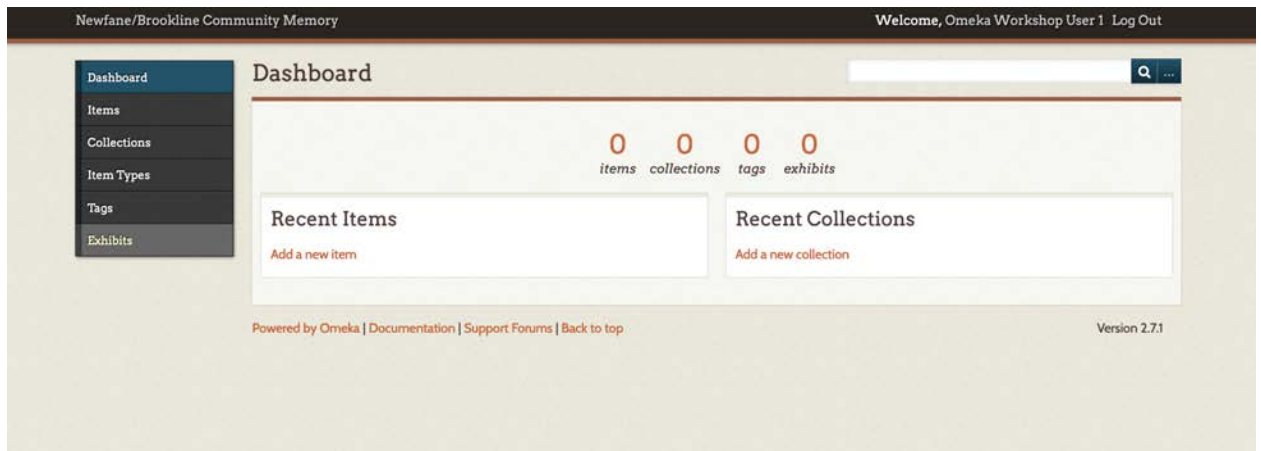 Newfane/Brookline Community Memory
Welcome, Omeka Workshop User 1 Log Out
Dashboard
Items
Collections
Item Types
Tags
Exhibits
Dashboard
...
0 0 0 0
items collections tags exhibits
Recent Items
Add a new item
Recent Collections
Add a new collection
Powered by Omeka | Documentation | Support Forums | Back to top
Version 2.7.1